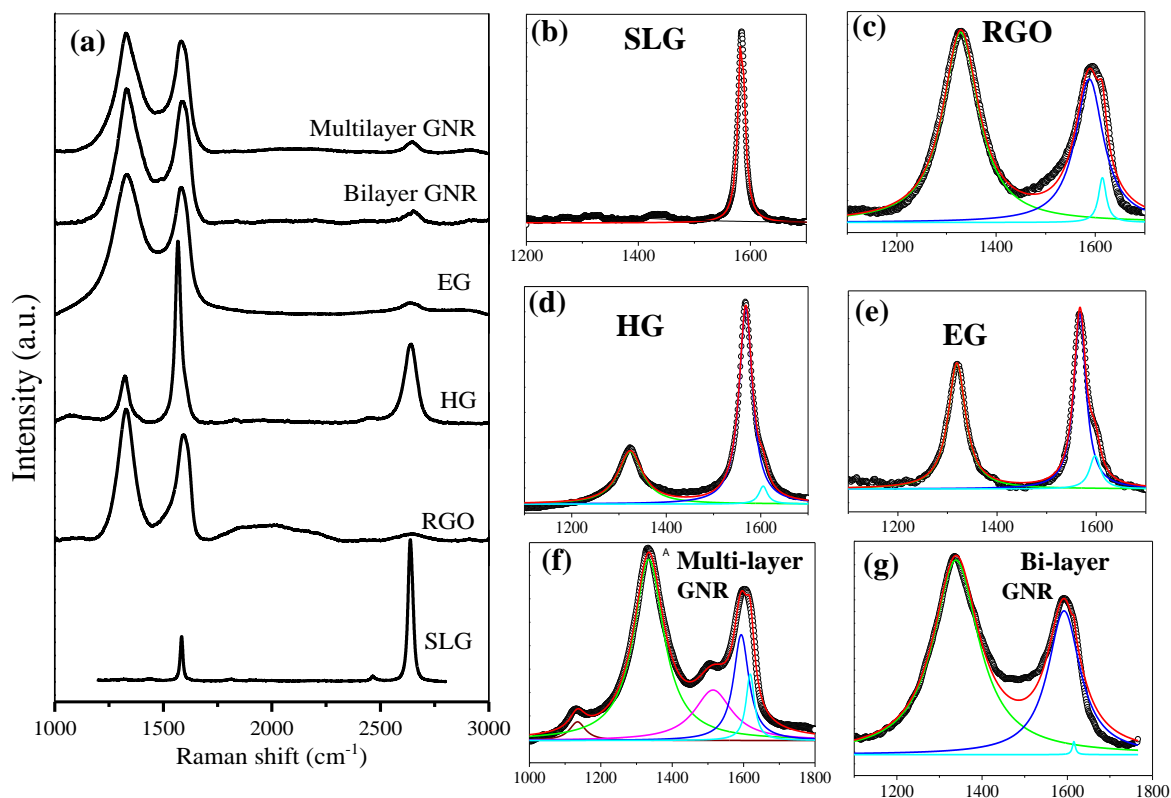 (a)
Multilayer GNR
Bilayer GNR
EG
HG
RGO
SLG
Intensity (a.u.)
1000 1500 2000 2500 3000
Raman shift (cm⁻¹)
(b)
SLG
1200 1400 1600
(c)
RGO
1200 1400 1600
(d)
HG
1200 1400 1600
(e)
EG
1200 1400 1600
(f)
A
Multi-layer
GNR
1000 1200 1400 1600 1800
(g)
Bi-layer
GNR
1200 1400 1600 1800